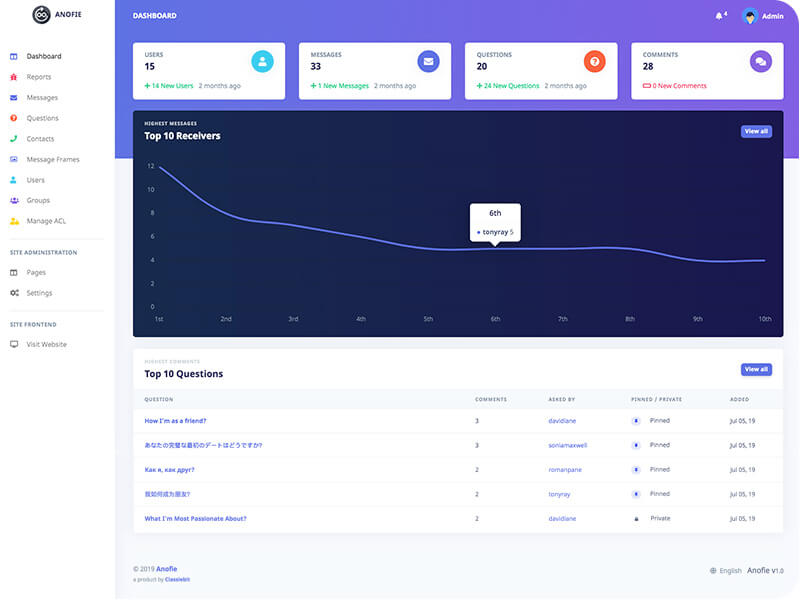 ANOFIE
DASHBOARD
4
Admin
Dashboard
Reports
Messages
Questions
Contacts
Message Frames
Users
Groups
Manage ACL
SITE ADMINISTRATION
Pages
Settings
SITE FRONTEND
Visit Website
USERS
15
14 New Users 2 months ago
MESSAGES
33
1 New Messages 2 months ago
QUESTIONS
20
24 New Questions 2 months ago
COMMENTS
28
0 New Comments
HIGHEST MESSAGES
Top 10 Receivers
View all
12
10
8
6
4
2
0
1st 2nd 3rd 4th 5th 6th 7th 8th 9th 10th
6th
tonyray 5
HIGHEST COMMENTS
Top 10 Questions
View all
QUESTION COMMENTS ASKED BY PINNED / PRIVATE ADDED
How I'm as a friend? 3 davidlane Pinned Jul 05, 19
あなたの完璧な最初のデートはどうですか? 3 soniamaxwell Pinned Jul 05, 19
Как я, как друг? 2 romanpane Pinned Jul 05, 19
我如何成为朋友? 2 tonyray Pinned Jul 05, 19
What I'm Most Passionate About? 2 davidlane Private Jul 05, 19
© 2019 Anofie
a product by Classiebit
English Anofie v1.0